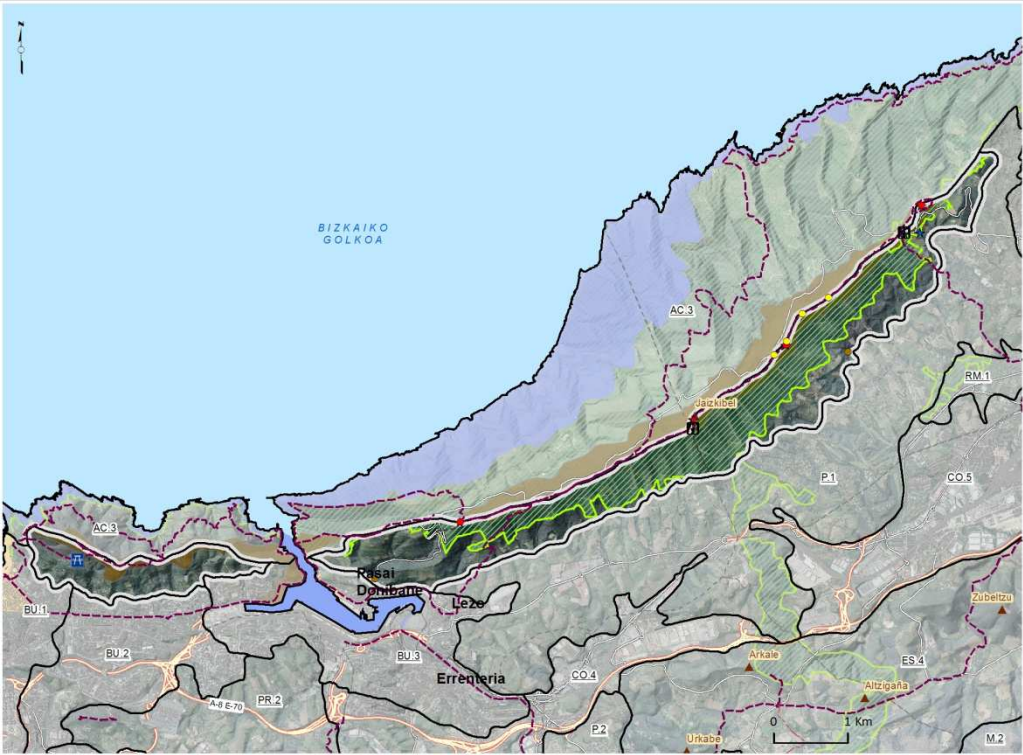 N
BIZKAIKO
GOLKOA
AC.3
Jaizkibel
RM.1
P.1
CO.5
AC.3
Pasai
Donibane
Lezo
Zubeltzu
BU.1
BU.2
BU.3
Arkale
ES.4
Errenteria
CO.4
Altzigaña
PR.2
A-8 E-70
0 1 Km
P.2
Urkabe
M.2